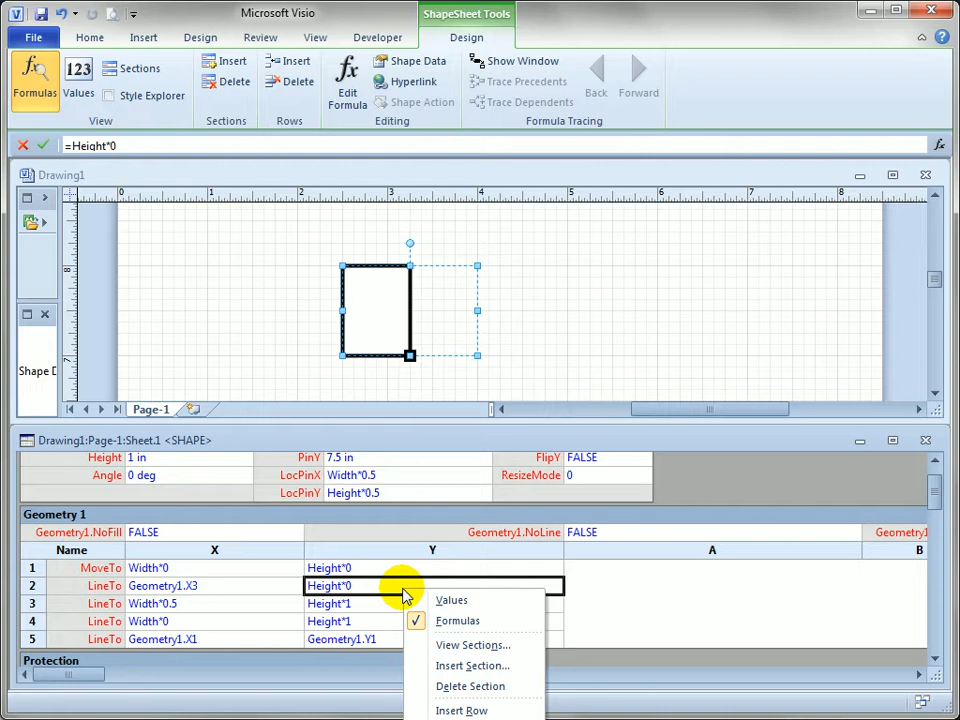 Microsoft Visio
ShapeSheet Tools
File Home Insert Design Review View Developer Design
Formulas
123
Values
Sections
Style Explorer
View
Insert
Delete
Sections
Insert
Delete
Rows
fx
Edit
Formula
Shape Data
Hyperlink
Shape Action
Editing
Show Window
Trace Precedents
Trace Dependents
Formula Tracing
Back
Forward
=Height*0
fx
Drawing1
0 1 2 3 4 5 6 7 8
8
7
Shape D
Page-1
Drawing1:Page-1:Sheet.1 <SHAPE>
Height 1 in PinY 7.5 in FlipY FALSE
Angle 0 deg LocPinX Width*0.5 ResizeMode 0
LocPinY Height*0.5
Geometry 1
Geometry1.NoFill FALSE Geometry1.NoLine FALSE Geometry1
Name X Y A B
1 MoveTo Width*0 Height*0
2 LineTo Geometry1.X3 Height*0
3 LineTo Width*0.5 Height*1
4 LineTo Width*0 Height*1
5 LineTo Geometry1.X1 Geometry1.Y1
Protection
Values
Formulas
View Sections...
Insert Section...
Delete Section
Insert Row